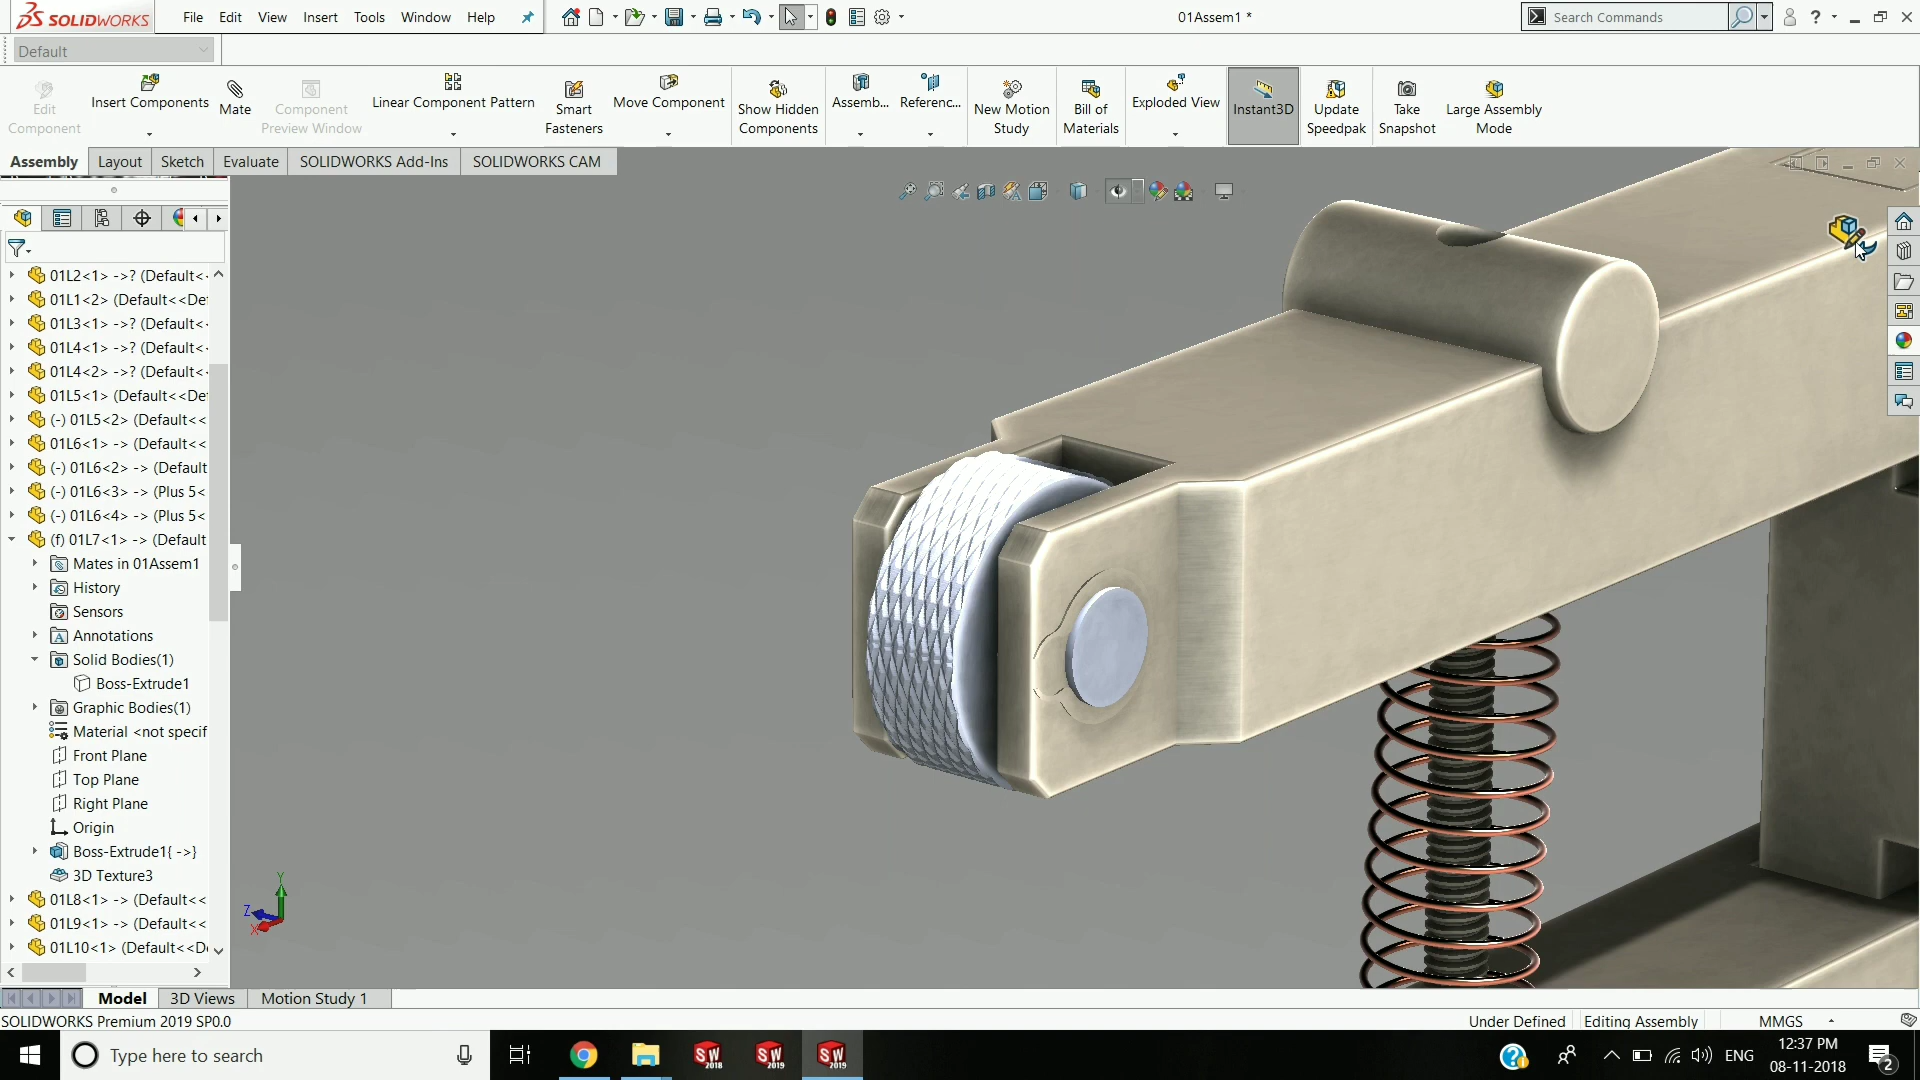 SOLIDWORKS
File Edit View Insert Tools Window Help
01Assem1 *
Search Commands
?
Default
Edit Component
Insert Components
Mate
Component Preview Window
Linear Component Pattern
Smart Fasteners
Move Component
Show Hidden Components
Assemb...
Referenc...
New Motion Study
Bill of Materials
Exploded View
Instant3D
Update Speedpak
Take Snapshot
Large Assembly Mode
Assembly Layout Sketch Evaluate SOLIDWORKS Add-Ins SOLIDWORKS CAM
01L2<1> ->? (Default<
01L1<2> (Default<<De
01L3<1> ->? (Default<
01L4<1> ->? (Default<
01L4<2> ->? (Default<
01L5<1> (Default<<De
(-) 01L5<2> (Default<<
01L6<1> -> (Default<<
(-) 01L6<2> -> (Default
(-) 01L6<3> -> (Plus 5<
(-) 01L6<4> -> (Plus 5<
(f) 01L7<1> -> (Default
Mates in 01Assem1
History
Sensors
Annotations
Solid Bodies(1)
Boss-Extrude1
Graphic Bodies(1)
Material <not specif
Front Plane
Top Plane
Right Plane
Origin
Boss-Extrude1{ ->}
3D Texture3
01L8<1> -> (Default<<
01L9<1> -> (Default<<
01L10<1> (Default<<D
Y
Z
X
Model 3D Views Motion Study 1
SOLIDWORKS Premium 2019 SP0.0
Under Defined Editing Assembly MMGS
Type here to search
SW 2018
SW 2019
SW 2019
ENG
12:37 PM
08-11-2018
2